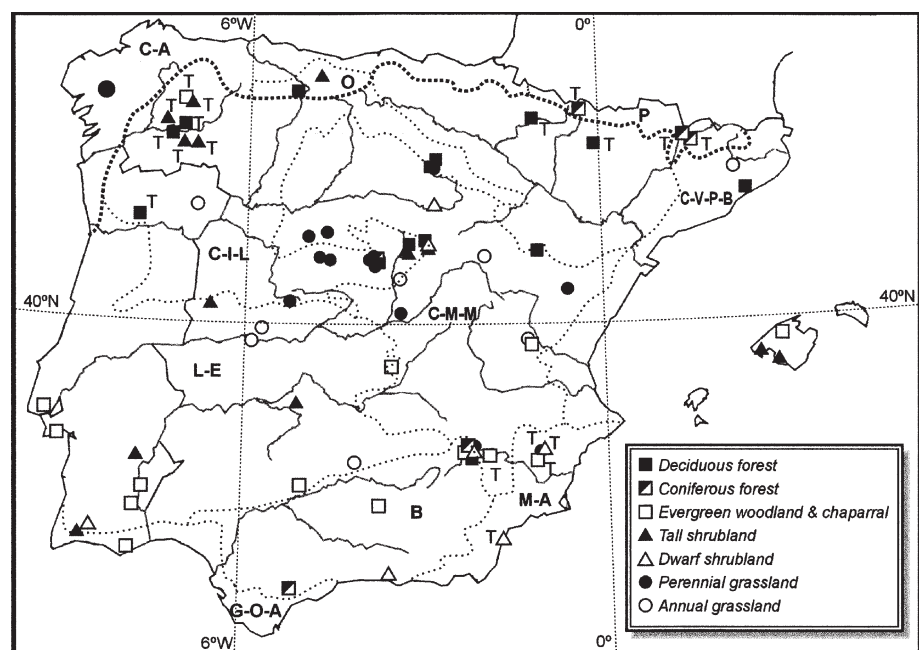 6ºW
0º
C-A
O
T
T
T
T
T
T
T
T
P
T
T
T
T
C-V-P-B
T
C-I-L
40ºN
40ºN
C-M-M
L-E
T
T
T
T
M-A
B
T
G-O-A
6ºW
0º
Deciduous forest
Coniferous forest
Evergreen woodland & chaparral
Tall shrubland
Dwarf shrubland
Perennial grassland
Annual grassland